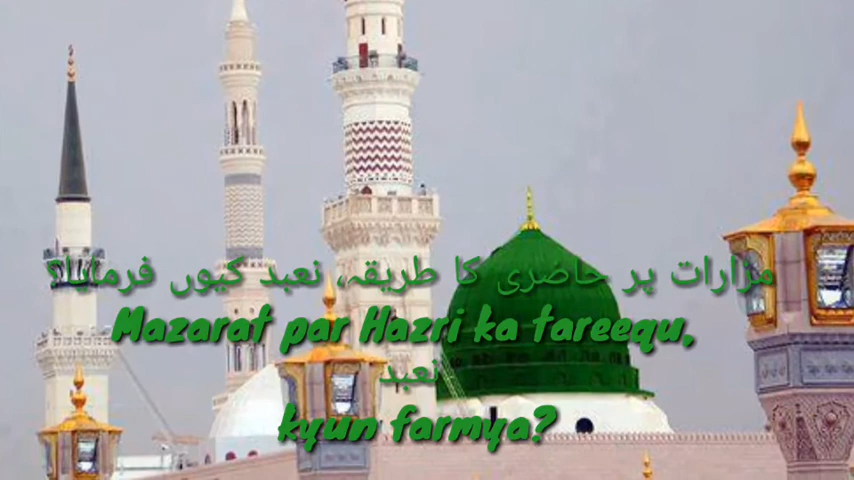 مزارات پر حاضری کا طریقہ، نعبد کیوں فرمایا؟
Mazarat par Hazri ka tareequ,
نعبد
kyun farmya?